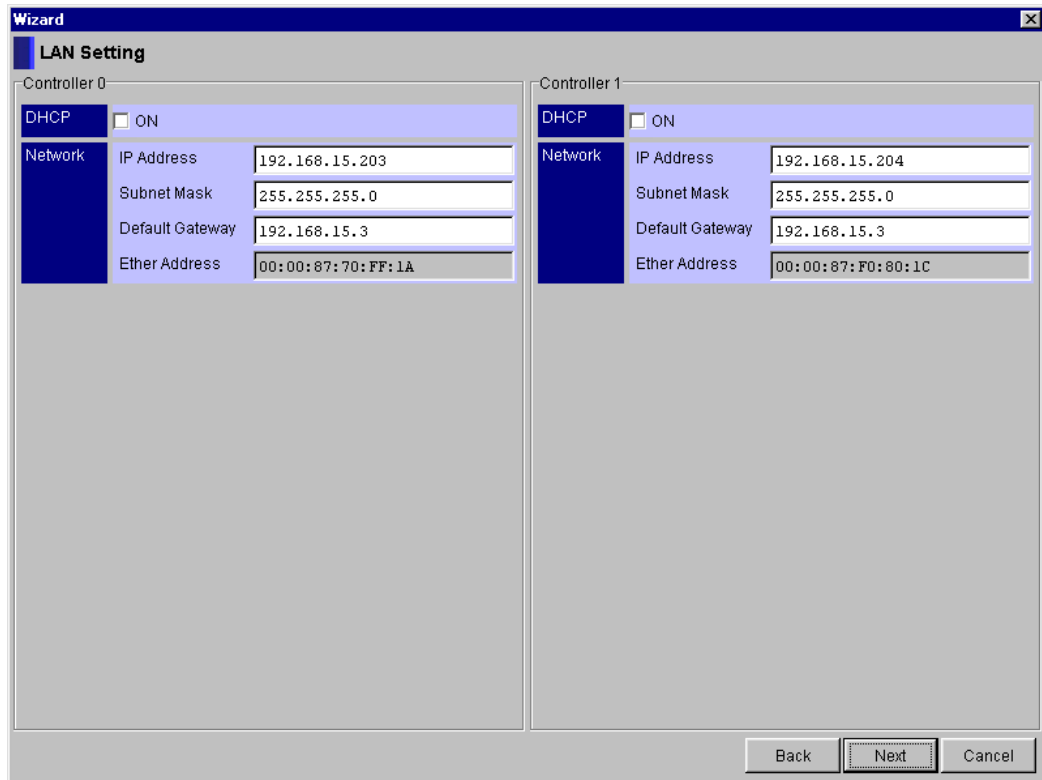 Wizard
LAN Setting
Controller 0
DHCP
ON
Network
IP Address
192.168.15.203
Subnet Mask
255.255.255.0
Default Gateway
192.168.15.3
Ether Address
00:00:87:70:FF:1A
Controller 1
DHCP
ON
Network
IP Address
192.168.15.204
Subnet Mask
255.255.255.0
Default Gateway
192.168.15.3
Ether Address
00:00:87:F0:80:1C
Back
Next
Cancel